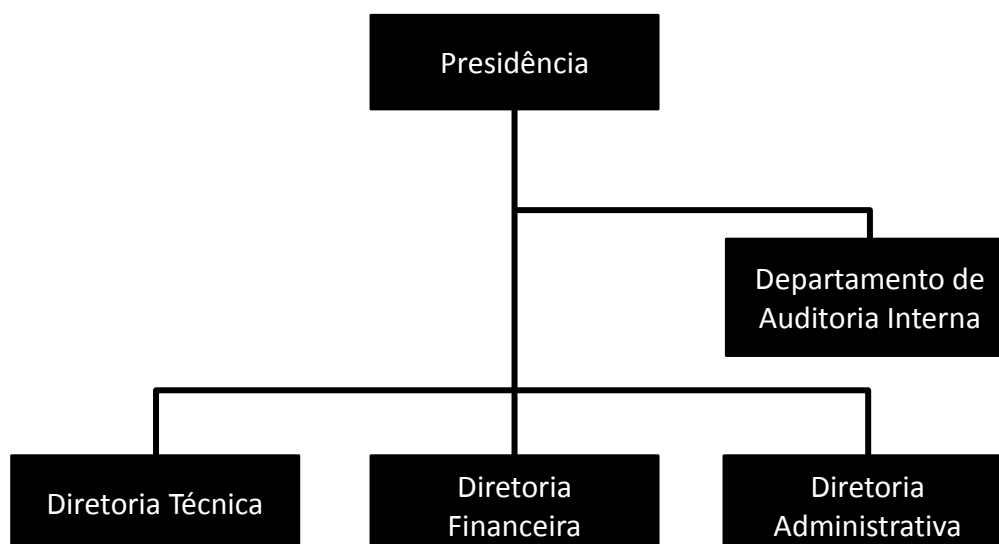 Presidência
Departamento de
Auditoria Interna
Diretoria Técnica
Diretoria
Financeira
Diretoria
Administrativa